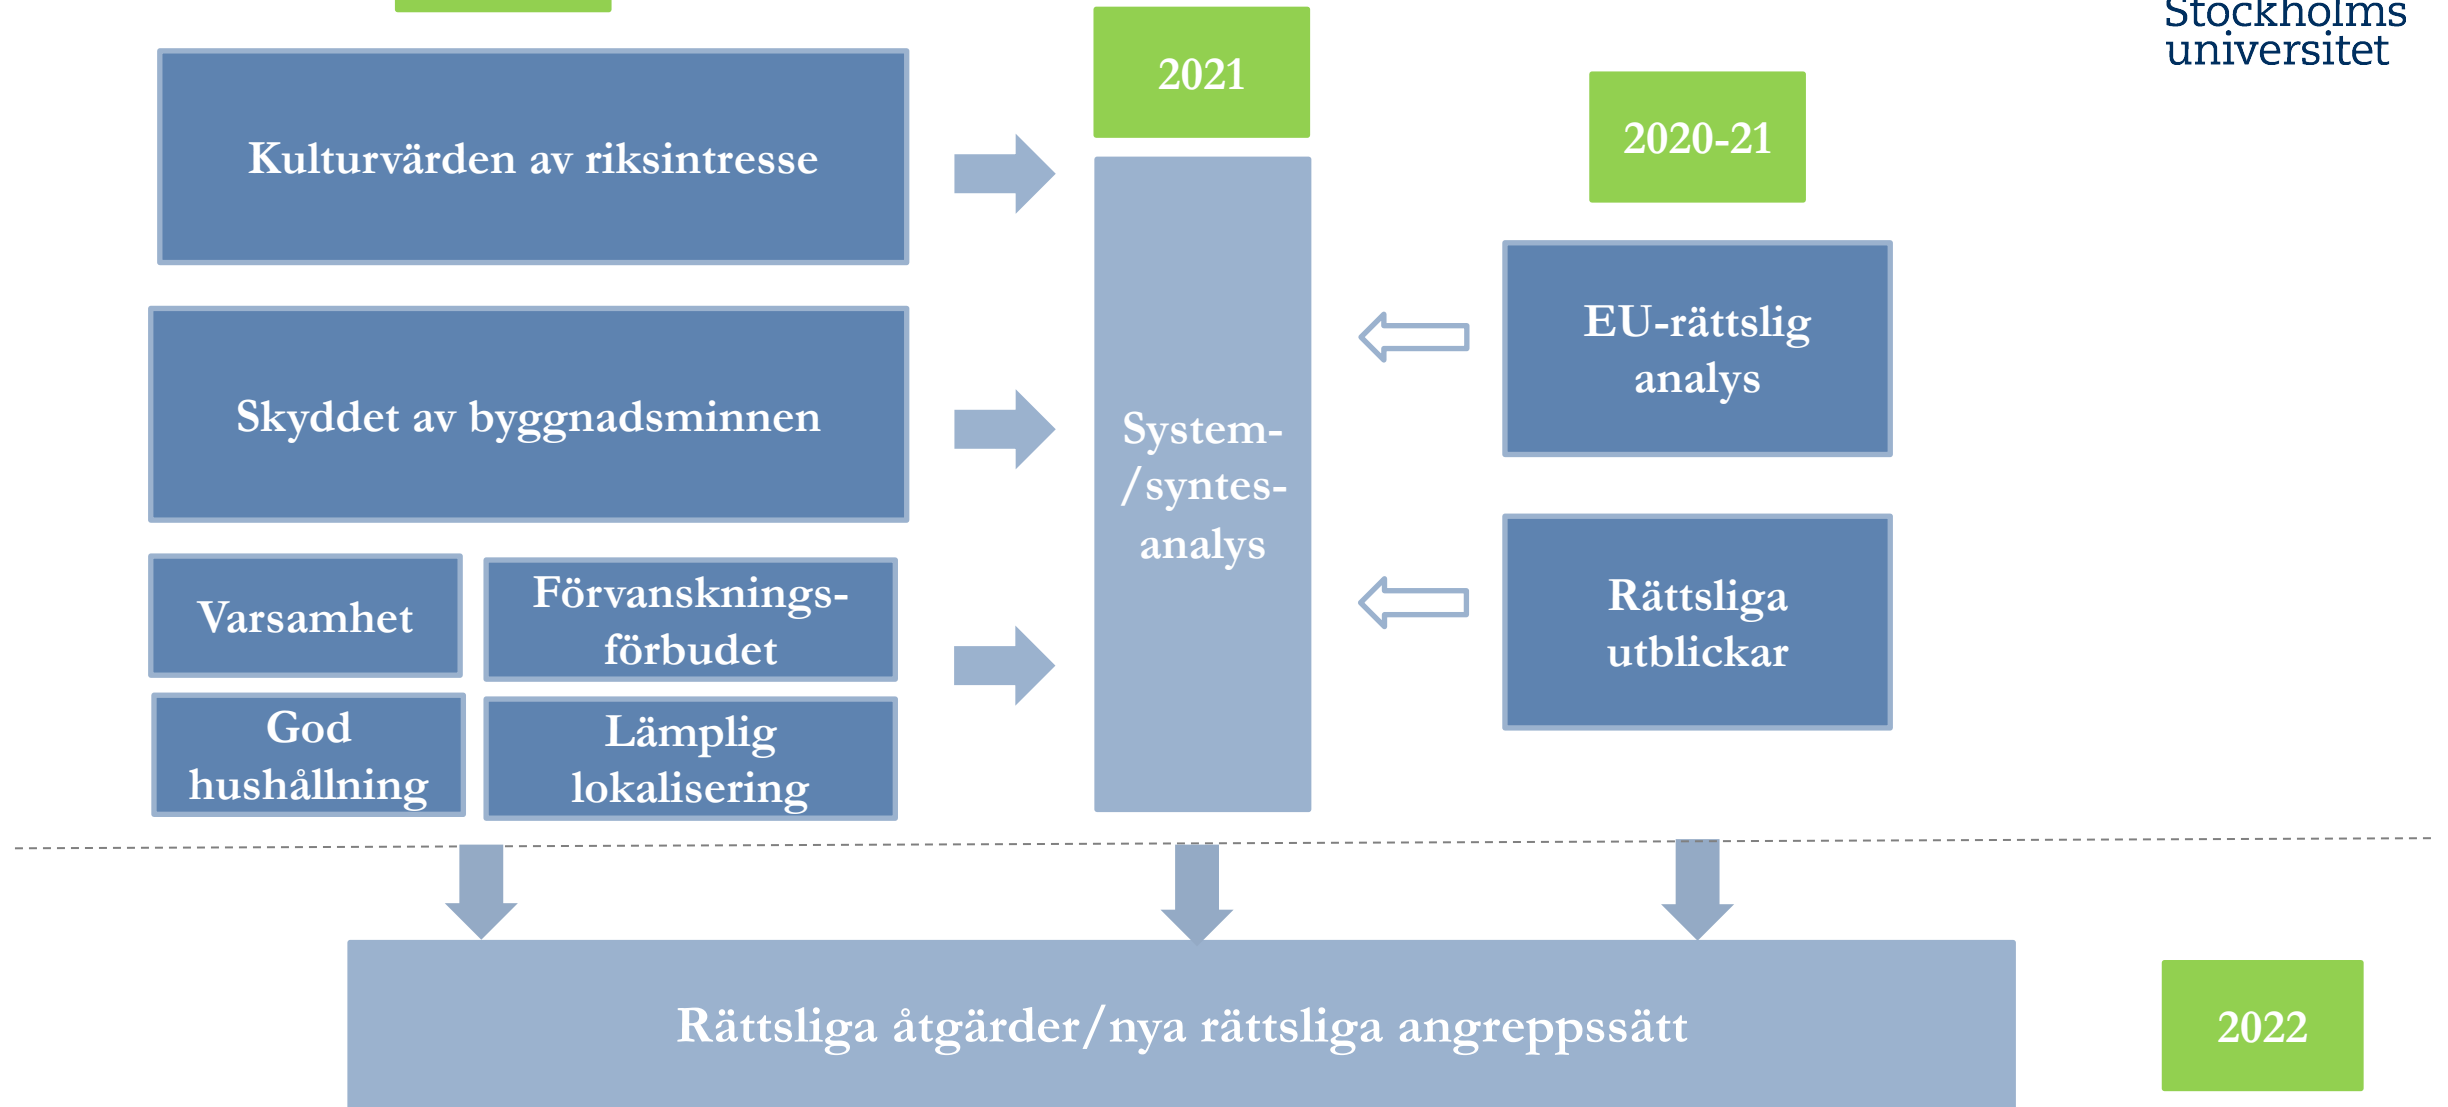 Stockholms
universitet
2021
2020-21
Kulturvärden av riksintresse
EU-rättslig
analys
Skyddet av byggnadsminnen
System-
/syntes-
analys
Varsamhet
Förvansknings-
förbudet
Rättsliga
utblickar
God
hushållning
Lämplig
lokalisering
Rättsliga åtgärder/nya rättsliga angreppssätt
2022